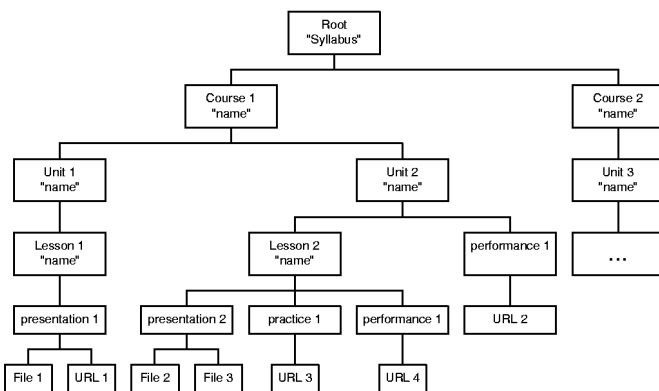 Root
"Syllabus"
Course 1
"name"
Course 2
"name"
Unit 1
"name"
Unit 2
"name"
Unit 3
"name"
Lesson 1
"name"
Lesson 2
"name"
performance 1
...
presentation 1
presentation 2
practice 1
performance 1
URL 2
File 1
URL 1
File 2
File 3
URL 3
URL 4